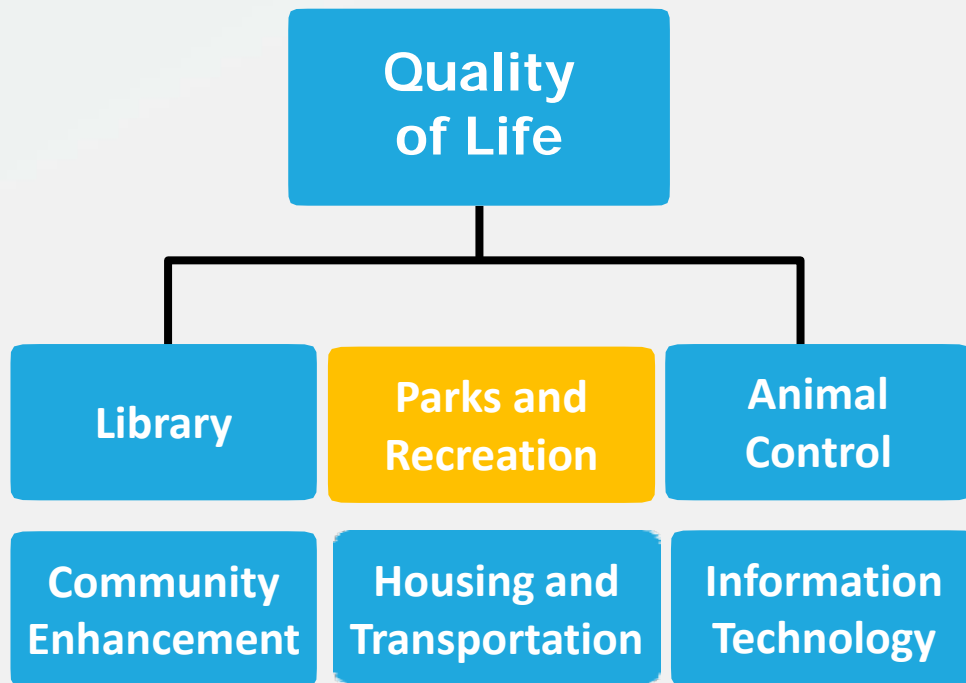 Quality
of Life
Library
Parks and
Recreation
Animal
Control
Community
Enhancement
Housing and
Transportation
Information
Technology